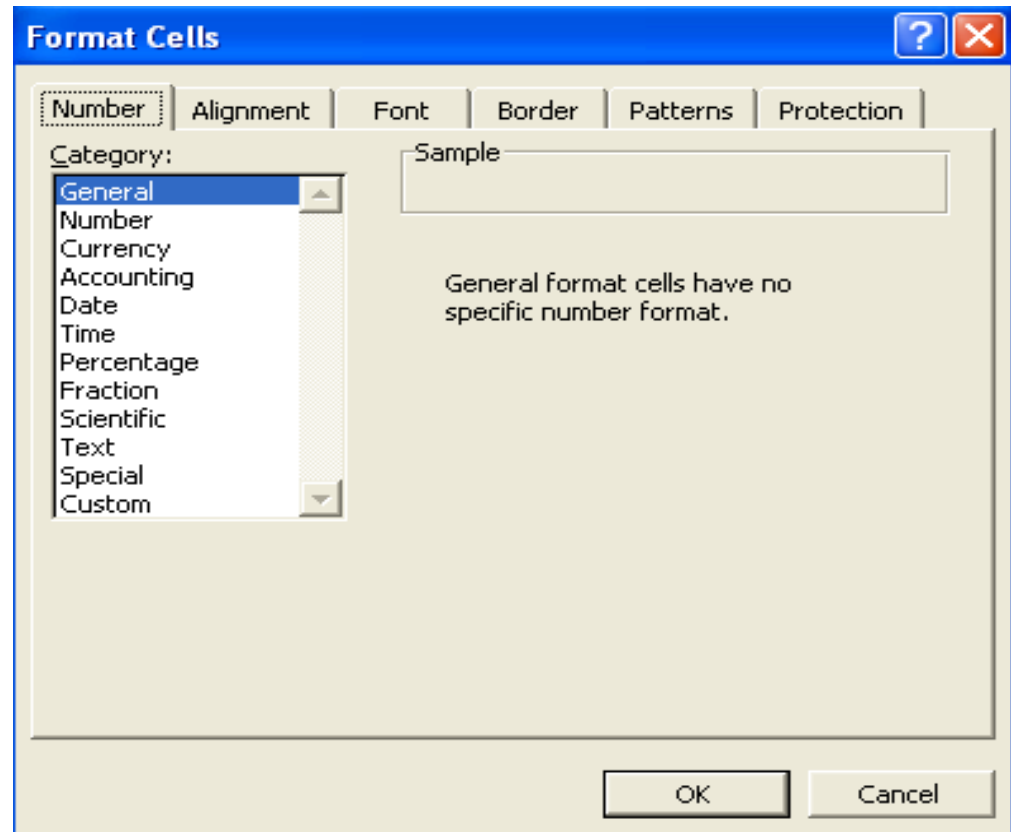 Format Cells
?
Number Alignment Font Border Patterns Protection
Category:
General
Number
Currency
Accounting
Date
Time
Percentage
Fraction
Scientific
Text
Special
Custom
Sample
General format cells have no
specific number format.
OK Cancel